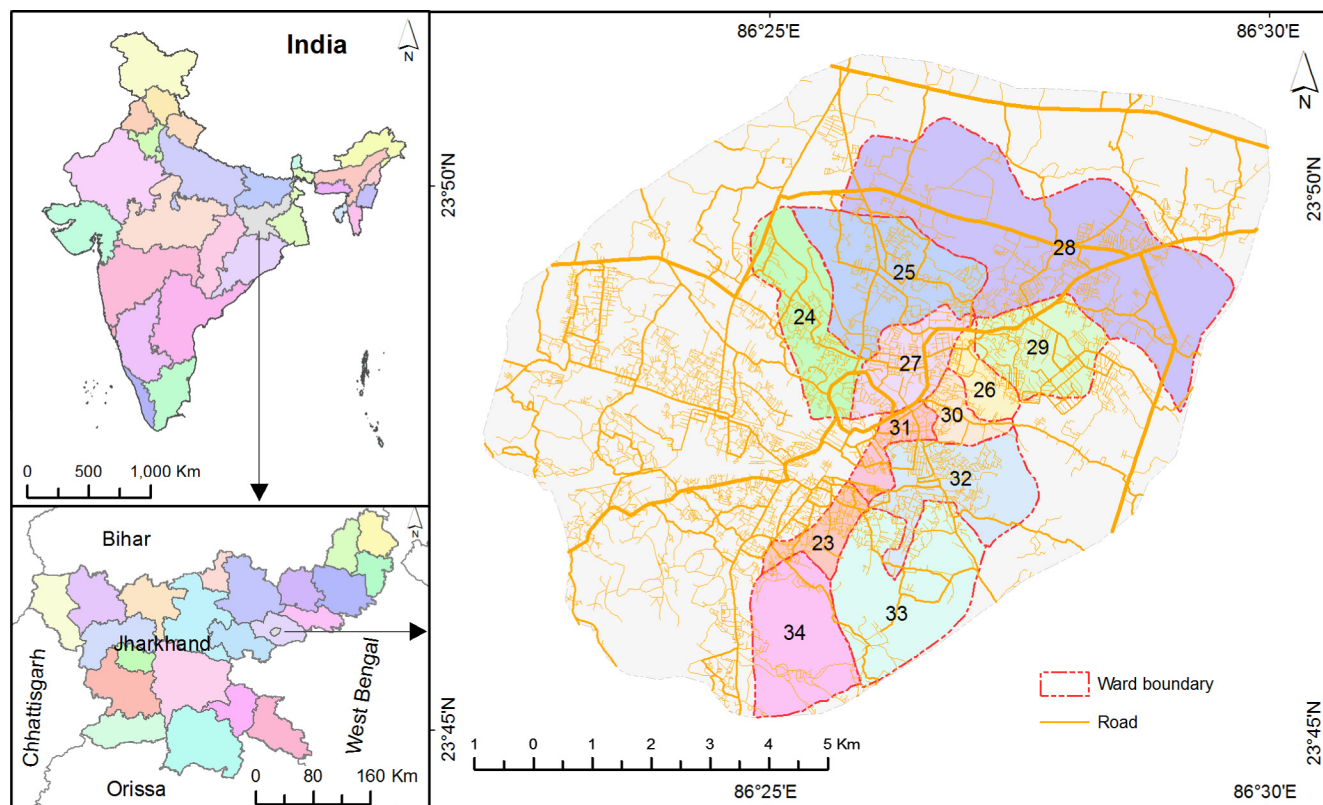 India
N
0 500 1,000 Km
Bihar
N
Jharkhand
Chhattisgarh
West Bengal
Orissa
0 80 160 Km
86°25'E 86°30'E
N
23°50'N 23°50'N
28
25
24
29
27
26
30
31
32
23
33
34
Ward boundary
Road
23°45'N 23°45'N
1 0 1 2 3 4 5 Km
86°25'E 86°30'E